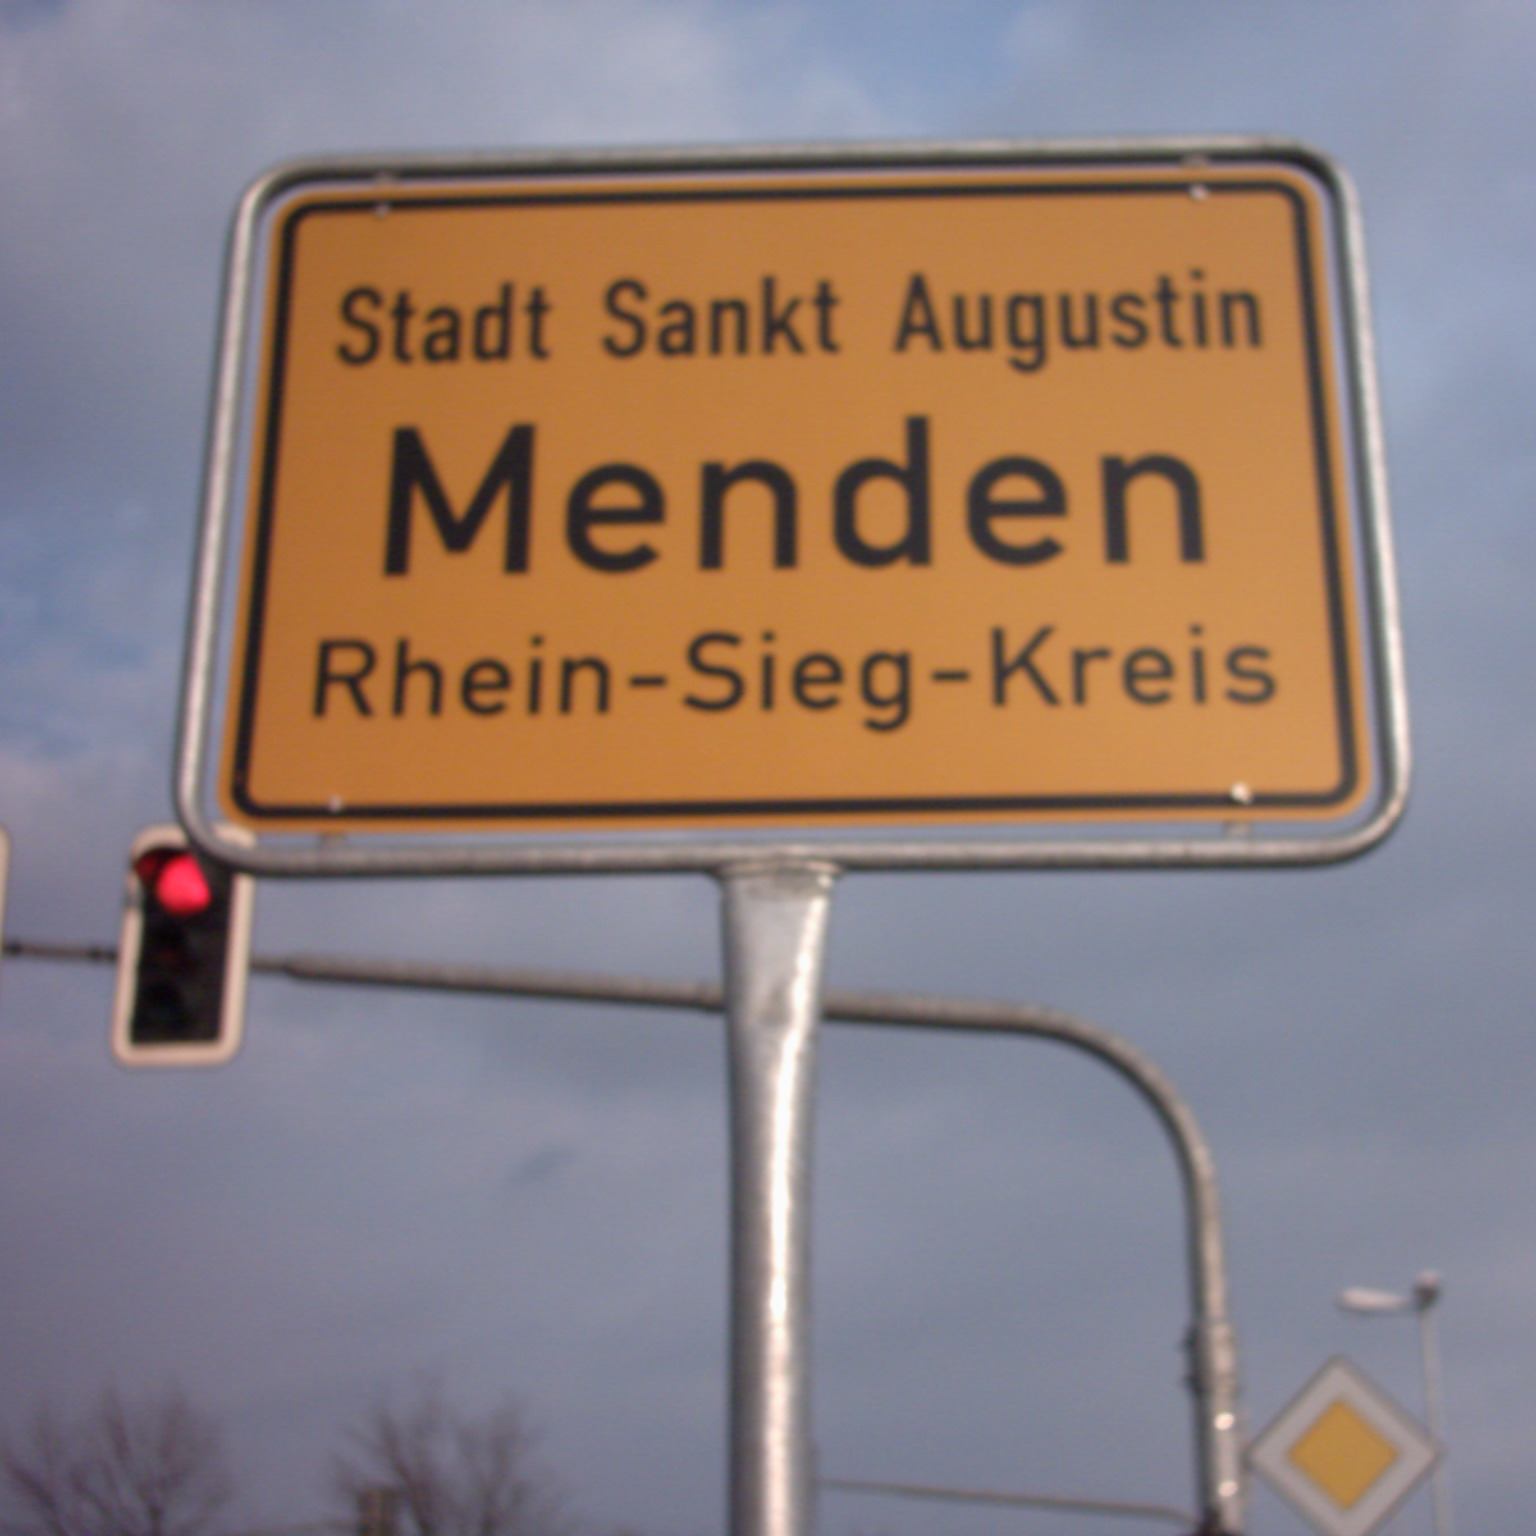 Stadt Sankt Augustin
Menden
Rhein-Sieg-Kreis